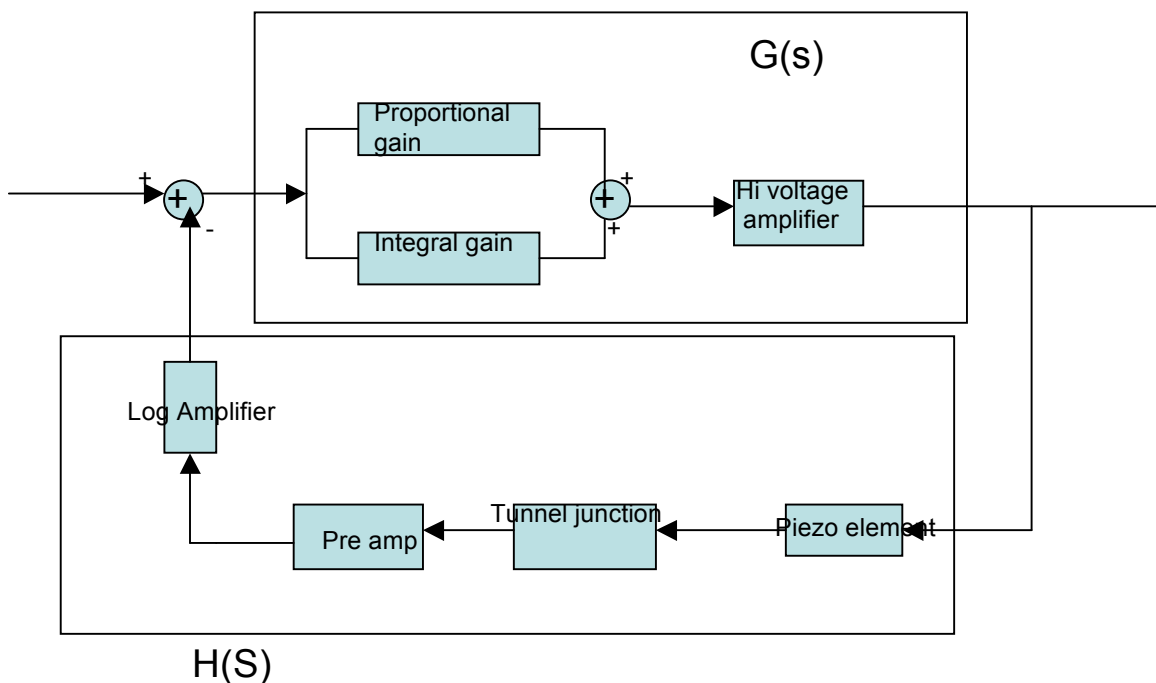 G(s)
Proportional
gain
+
+
+
+
Hi voltage
amplifier
-
Integral gain
+
Log Amplifier
Tunnel junction
Pre amp
Piezo element
H(S)